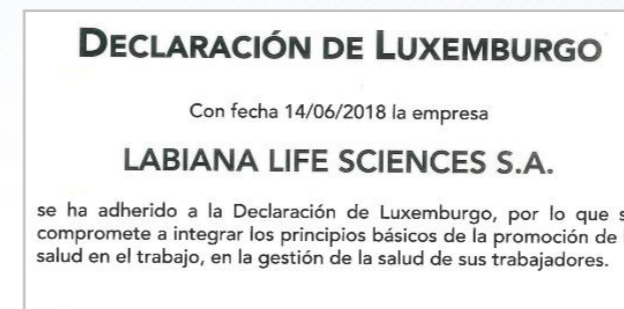 DECLARACIÓN DE LUXEMBURGO
Con fecha 14/06/2018 la empresa
LABIANA LIFE SCIENCES S.A.
se ha adherido a la Declaración de Luxemburgo, por lo que
compromete a integrar los principios básicos de la promoción de
salud en el trabajo, en la gestión de la salud de sus trabajadores.